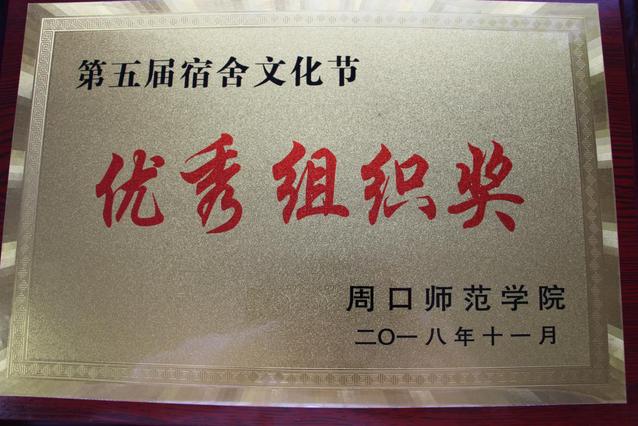 第五届宿舍文化节
优秀组织奖
周口师范学院
二〇一八年十一月